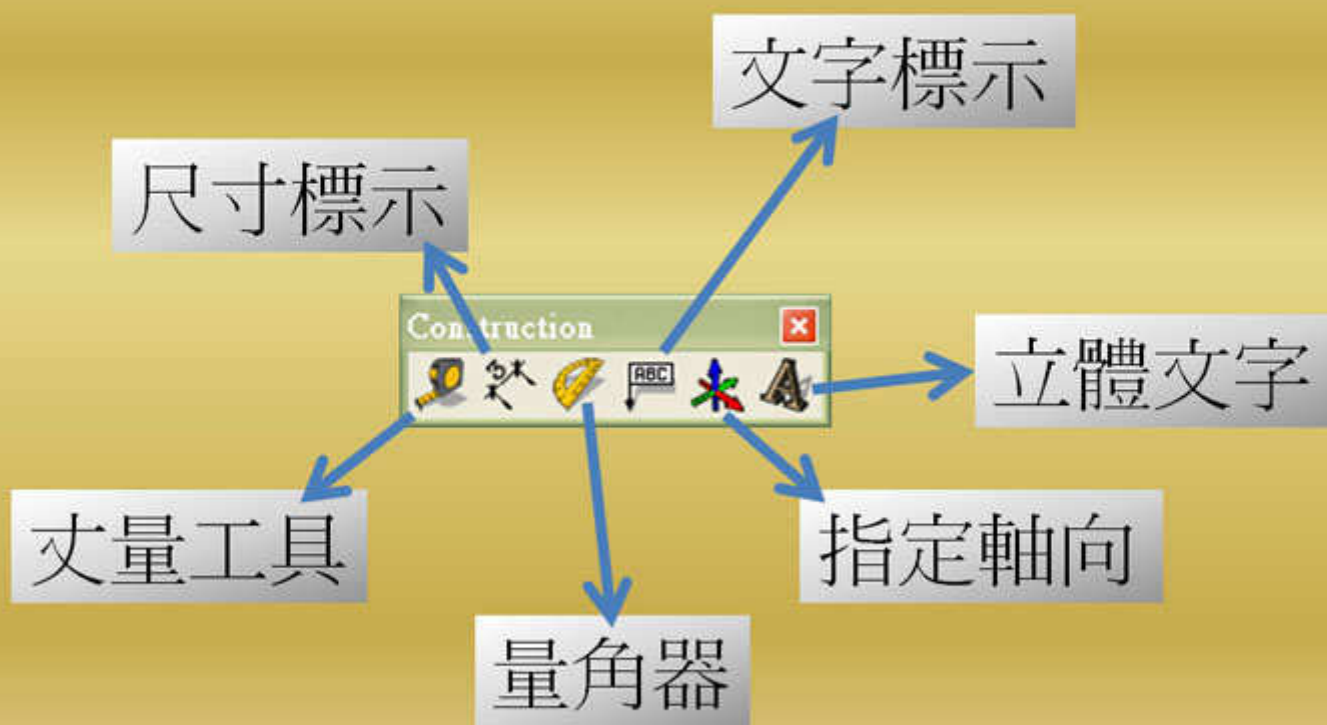 文字標示
尺寸標示
Construction
ABC
立體文字
丈量工具
指定軸向
量角器